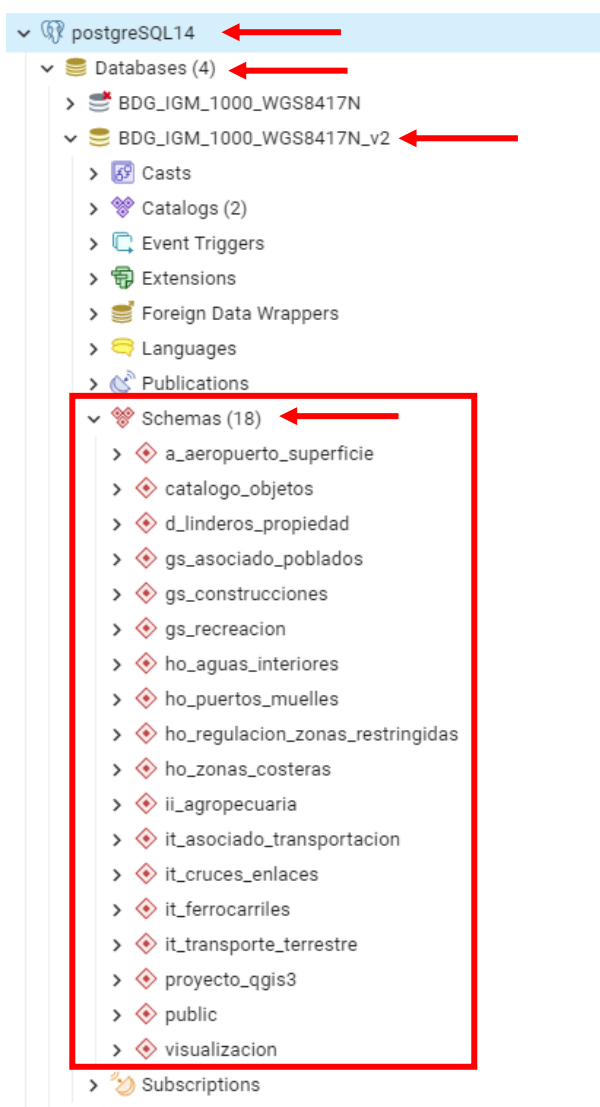 postgreSQL14
Databases (4)
BDG_IGM_1000_WGS8417N
BDG_IGM_1000_WGS8417N_v2
Casts
Catalogs (2)
Event Triggers
Extensions
Foreign Data Wrappers
Languages
Publications
Schemas (18)
a_aeropuerto_superficie
catalogo_objetos
d_linderos_propiedad
gs_asociado_poblados
gs_construcciones
gs_recreacion
ho_aguas_interiores
ho_puertos_muelles
ho_regulacion_zonas_restringidas
ho_zonas_costeras
ii_agropecuaria
it_asociado_transportacion
it_cruces_enlaces
it_ferrocarriles
it_transporte_terrestre
proyecto_qgis3
public
visualizacion
Subscriptions